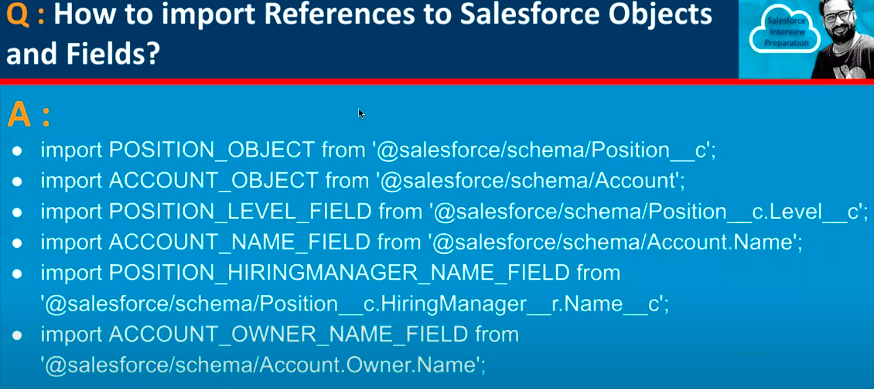 Q : How to import References to Salesforce Objects
and Fields?
Salesforce
Interview
Preparation
A :
● import POSITION_OBJECT from '@salesforce/schema/Position__c';
● import ACCOUNT_OBJECT from '@salesforce/schema/Account';
● import POSITION_LEVEL_FIELD from '@salesforce/schema/Position__c.Level__c';
● import ACCOUNT_NAME_FIELD from '@salesforce/schema/Account.Name';
● import POSITION_HIRINGMANAGER_NAME_FIELD from
'@salesforce/schema/Position__c.HiringManager__r.Name__c';
● import ACCOUNT_OWNER_NAME_FIELD from
'@salesforce/schema/Account.Owner.Name';